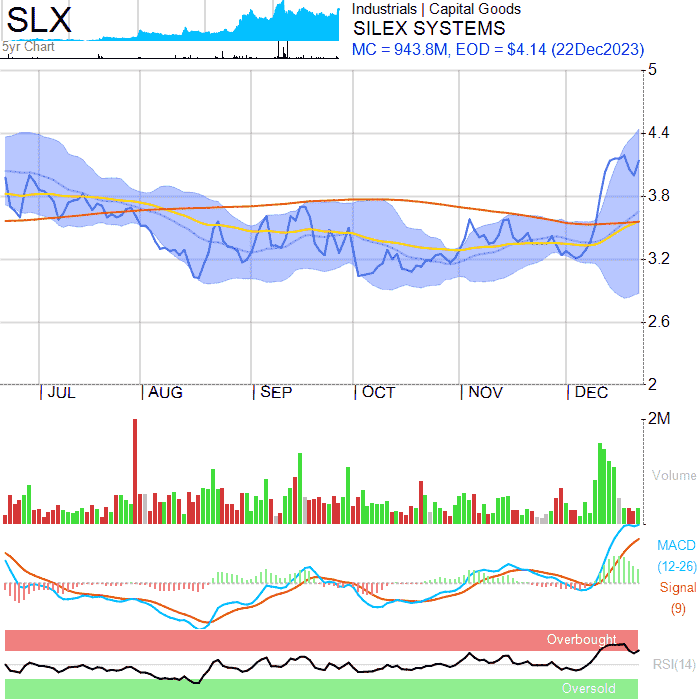 SLX
5yr Chart
Industrials | Capital Goods
SILEX SYSTEMS
MC = 943.8M, EOD = $4.14 (22Dec2023)
5
4.4
3.8
3.2
2.6
2
JUL AUG SEP OCT NOV DEC
2M
Volume
MACD
(12-26)
Signal
(9)
Overbought
RSI(14)
Oversold